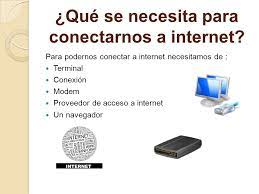 ¿Qué se necesita para
conectarnos a internet?
Para podernos conectar a internet necesitamos de :
Terminal
Conexión
Modem
Proveedor de acceso a internet
Un navegador
INTERNET